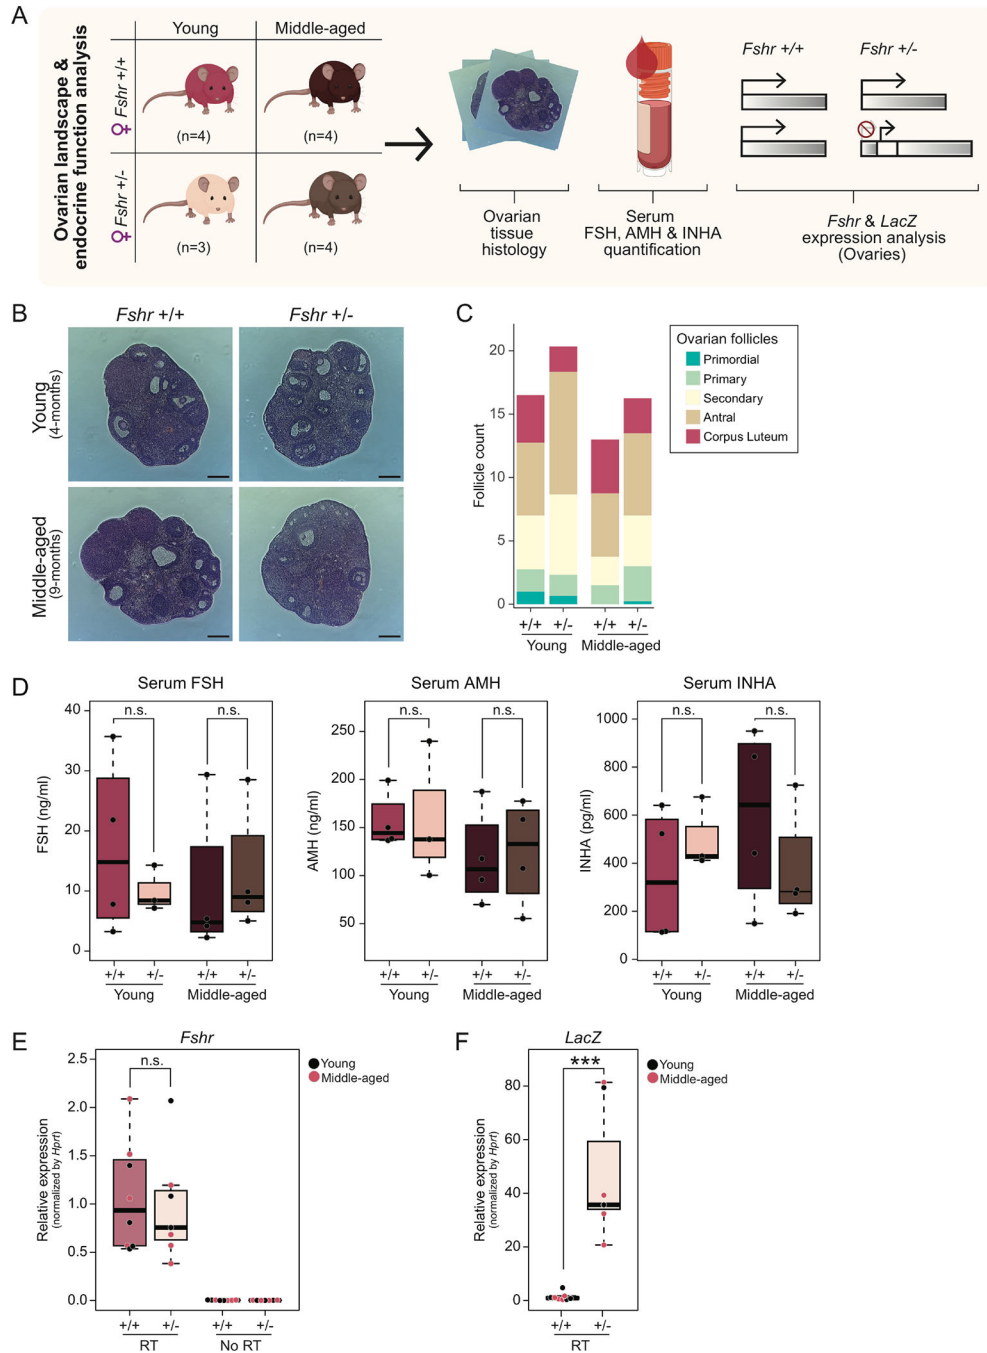 A
Ovarian landscape &
endocrine function analysis
Young
Middle-aged
♀ Fshr +/+
(n=4)
(n=4)
♀ Fshr +/-
(n=3)
(n=4)
Ovarian
tissue
histology
Serum
FSH, AMH & INHA
quantification
Fshr +/+
Fshr +/-
Fshr & LacZ
expression analysis
(Ovaries)
B
Fshr +/+
Fshr +/-
Young
(4-months)
Middle-aged
(9-months)
C
Follicle count
20
15
10
5
0
+/+
+/-
+/+
+/-
Young
Middle-aged
Ovarian follicles
Primordial
Primary
Secondary
Antral
Corpus Luteum
D
Serum FSH
FSH (ng/ml)
40
30
20
10
0
n.s.
n.s.
+/+
+/-
+/+
+/-
Young
Middle-aged
Serum AMH
AMH (ng/ml)
250
200
150
100
50
n.s.
n.s.
+/+
+/-
+/+
+/-
Young
Middle-aged
Serum INHA
INHA (pg/ml)
1000
800
600
400
200
0
n.s.
n.s.
+/+
+/-
+/+
+/-
Young
Middle-aged
E
Fshr
Relative expression
(normalized by Hprt)
2.5
2.0
1.5
1.0
0.5
0.0
n.s.
+/+
+/-
+/+
+/-
RT
No RT
Young
Middle-aged
F
LacZ
Relative expression
(normalized by Hprt)
80
60
40
20
0
***
+/+
+/-
RT
Young
Middle-aged